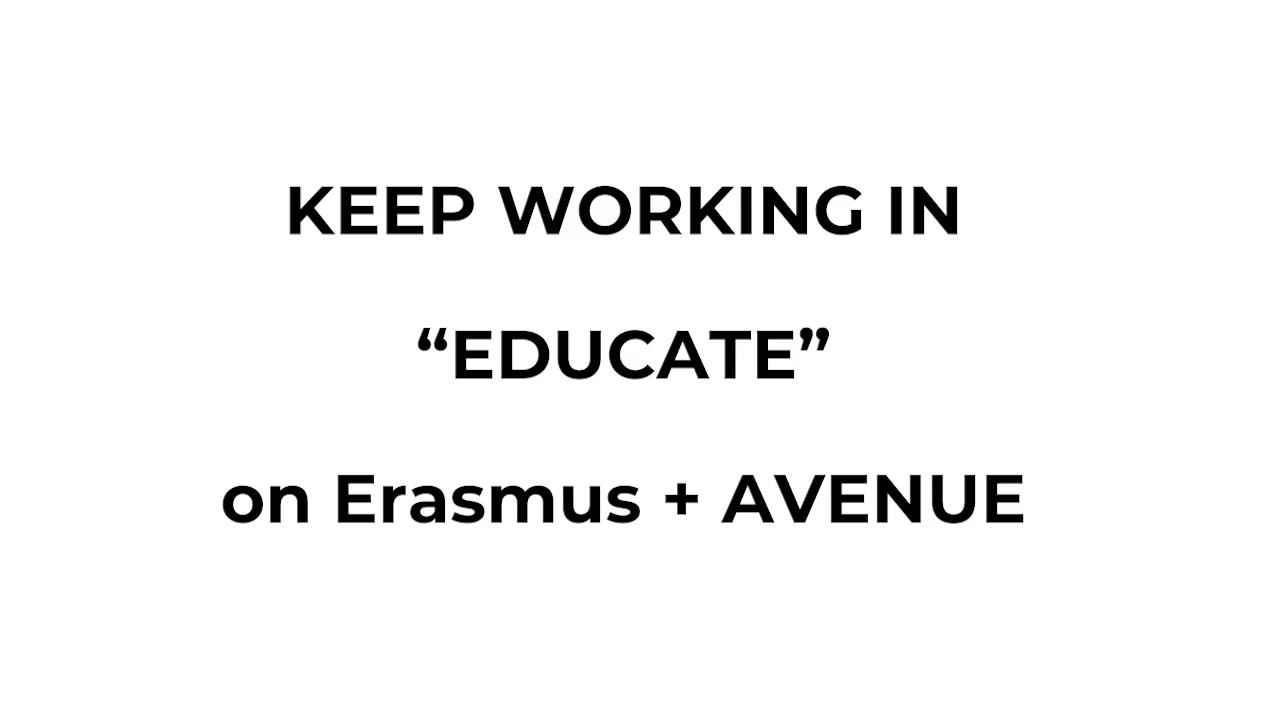 KEEP WORKING IN
“EDUCATE”
on Erasmus + AVENUE